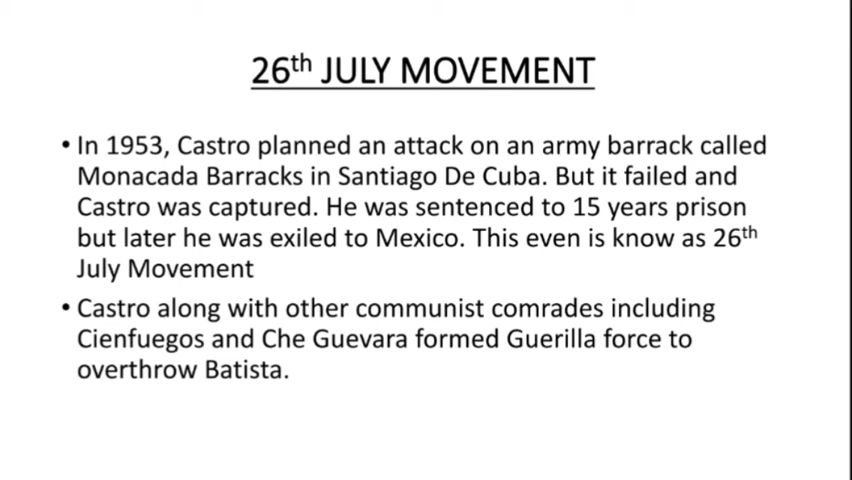 26th JULY MOVEMENT
• In 1953, Castro planned an attack on an army barrack called
Monacada Barracks in Santiago De Cuba. But it failed and
Castro was captured. He was sentenced to 15 years prison
but later he was exiled to Mexico. This even is know as 26th
July Movement
• Castro along with other communist comrades including
Cienfuegos and Che Guevara formed Guerilla force to
overthrow Batista.